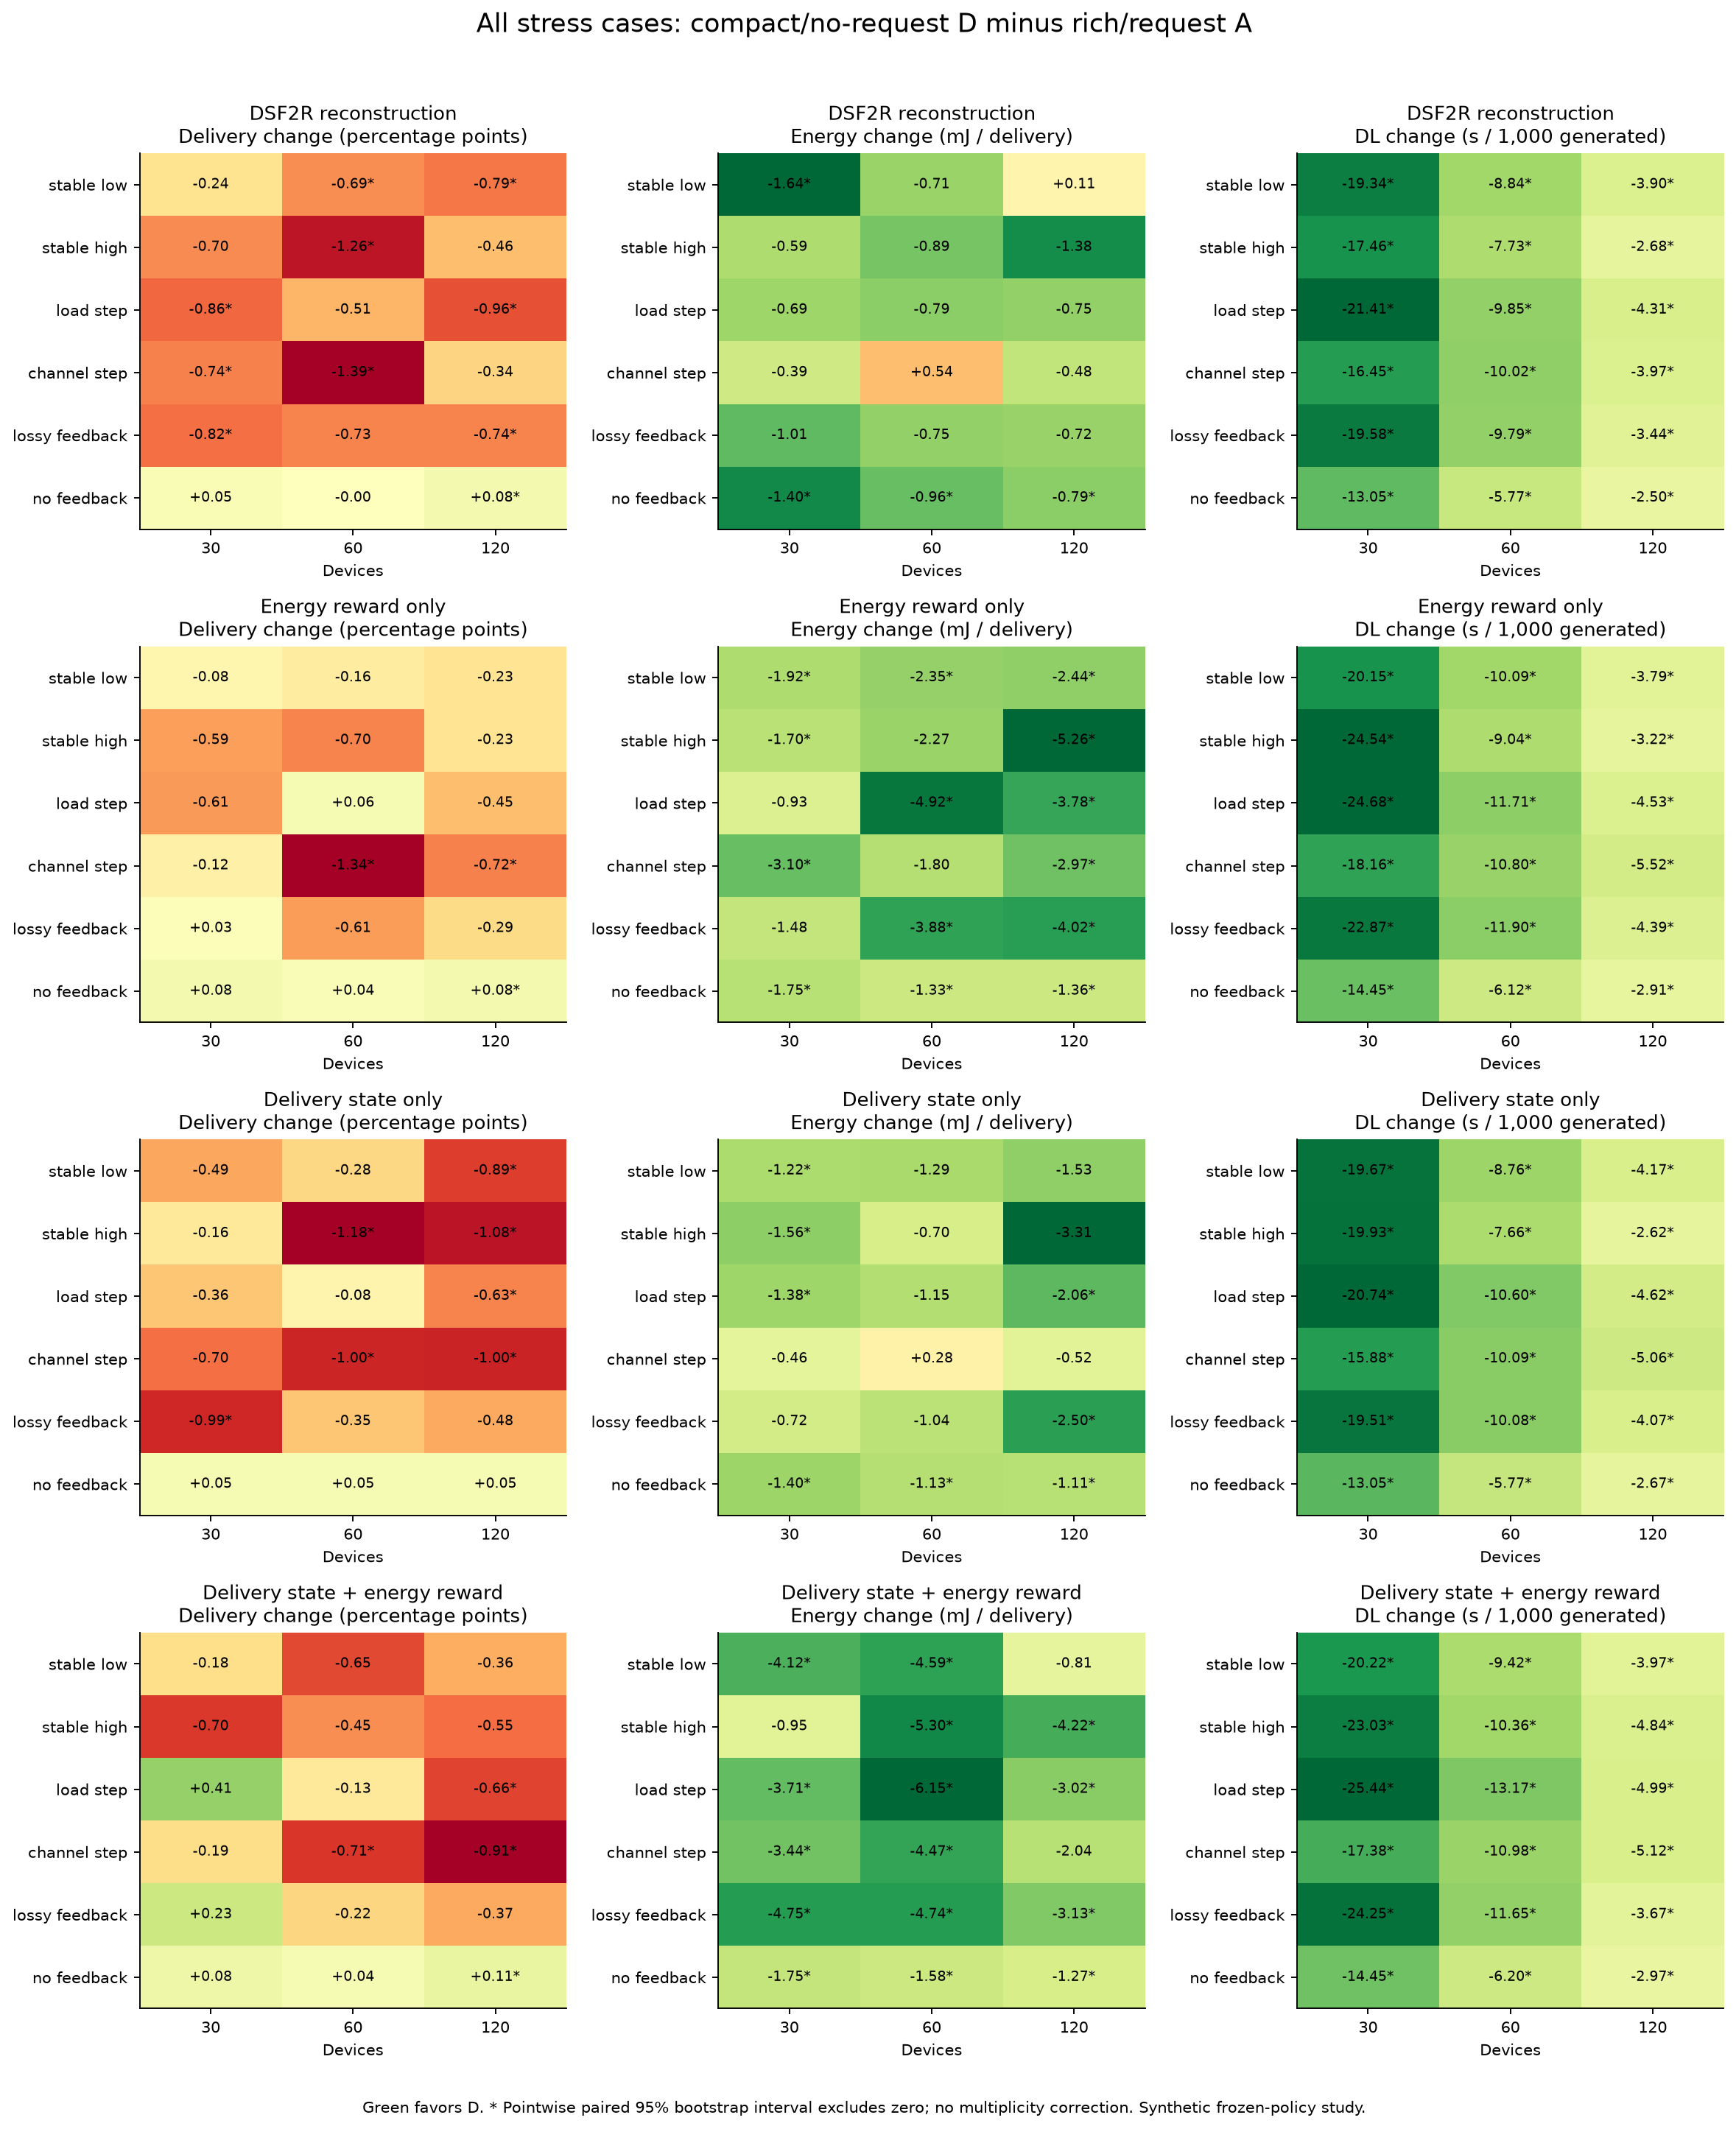 All stress cases: compact/no-request D minus rich/request A
DSF2R reconstruction
Delivery change (percentage points)
stable low -0.24 -0.69* -0.79*
stable high -0.70 -1.26* -0.46
load step -0.86* -0.51 -0.96*
channel step -0.74* -1.39* -0.34
lossy feedback -0.82* -0.73 -0.74*
no feedback +0.05 -0.00 +0.08*
30 60 120
Devices
DSF2R reconstruction
Energy change (mJ / delivery)
stable low -1.64* -0.71 +0.11
stable high -0.59 -0.89 -1.38
load step -0.69 -0.79 -0.75
channel step -0.39 +0.54 -0.48
lossy feedback -1.01 -0.75 -0.72
no feedback -1.40* -0.96* -0.79*
30 60 120
Devices
DSF2R reconstruction
DL change (s / 1,000 generated)
stable low -19.34* -8.84* -3.90*
stable high -17.46* -7.73* -2.68*
load step -21.41* -9.85* -4.31*
channel step -16.45* -10.02* -3.97*
lossy feedback -19.58* -9.79* -3.44*
no feedback -13.05* -5.77* -2.50*
30 60 120
Devices
Energy reward only
Delivery change (percentage points)
stable low -0.08 -0.16 -0.23
stable high -0.59 -0.70 -0.23
load step -0.61 +0.06 -0.45
channel step -0.12 -1.34* -0.72*
lossy feedback +0.03 -0.61 -0.29
no feedback +0.08 +0.04 +0.08*
30 60 120
Devices
Energy reward only
Energy change (mJ / delivery)
stable low -1.92* -2.35* -2.44*
stable high -1.70* -2.27 -5.26*
load step -0.93 -4.92* -3.78*
channel step -3.10* -1.80 -2.97*
lossy feedback -1.48 -3.88* -4.02*
no feedback -1.75* -1.33* -1.36*
30 60 120
Devices
Energy reward only
DL change (s / 1,000 generated)
stable low -20.15* -10.09* -3.79*
stable high -24.54* -9.04* -3.22*
load step -24.68* -11.71* -4.53*
channel step -18.16* -10.80* -5.52*
lossy feedback -22.87* -11.90* -4.39*
no feedback -14.45* -6.12* -2.91*
30 60 120
Devices
Delivery state only
Delivery change (percentage points)
stable low -0.49 -0.28 -0.89*
stable high -0.16 -1.18* -1.08*
load step -0.36 -0.08 -0.63*
channel step -0.70 -1.00* -1.00*
lossy feedback -0.99* -0.35 -0.48
no feedback +0.05 +0.05 +0.05
30 60 120
Devices
Delivery state only
Energy change (mJ / delivery)
stable low -1.22* -1.29 -1.53
stable high -1.56* -0.70 -3.31
load step -1.38* -1.15 -2.06*
channel step -0.46 +0.28 -0.52
lossy feedback -0.72 -1.04 -2.50*
no feedback -1.40* -1.13* -1.11*
30 60 120
Devices
Delivery state only
DL change (s / 1,000 generated)
stable low -19.67* -8.76* -4.17*
stable high -19.93* -7.66* -2.62*
load step -20.74* -10.60* -4.62*
channel step -15.88* -10.09* -5.06*
lossy feedback -19.51* -10.08* -4.07*
no feedback -13.05* -5.77* -2.67*
30 60 120
Devices
Delivery state + energy reward
Delivery change (percentage points)
stable low -0.18 -0.65 -0.36
stable high -0.70 -0.45 -0.55
load step +0.41 -0.13 -0.66*
channel step -0.19 -0.71* -0.91*
lossy feedback +0.23 -0.22 -0.37
no feedback +0.08 +0.04 +0.11*
30 60 120
Devices
Delivery state + energy reward
Energy change (mJ / delivery)
stable low -4.12* -4.59* -0.81
stable high -0.95 -5.30* -4.22*
load step -3.71* -6.15* -3.02*
channel step -3.44* -4.47* -2.04
lossy feedback -4.75* -4.74* -3.13*
no feedback -1.75* -1.58* -1.27*
30 60 120
Devices
Delivery state + energy reward
DL change (s / 1,000 generated)
stable low -20.22* -9.42* -3.97*
stable high -23.03* -10.36* -4.84*
load step -25.44* -13.17* -4.99*
channel step -17.38* -10.98* -5.12*
lossy feedback -24.25* -11.65* -3.67*
no feedback -14.45* -6.20* -2.97*
30 60 120
Devices
Green favors D. * Pointwise paired 95% bootstrap interval excludes zero; no multiplicity correction. Synthetic frozen-policy study.